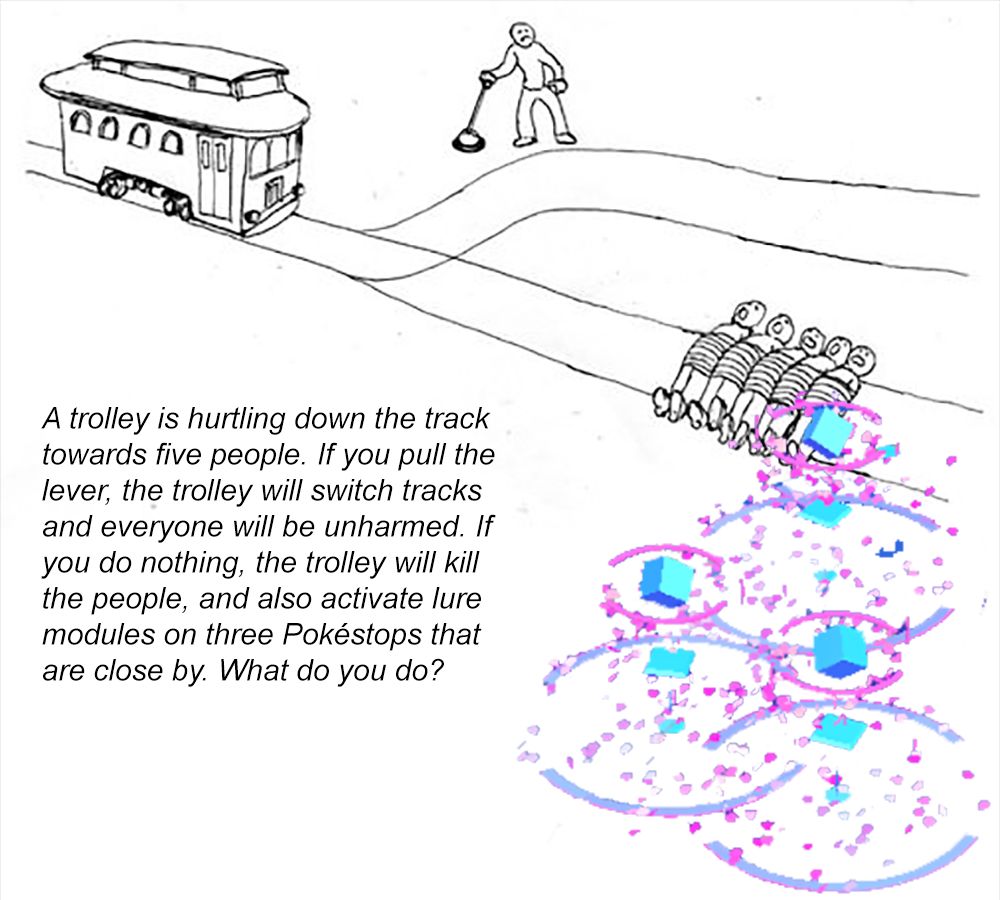 A trolley is hurtling down the track
towards five people. If you pull the
lever, the trolley will switch tracks
and everyone will be unharmed. If
you do nothing, the trolley will kill
the people, and also activate lure
modules on three Pokéstops that
are close by. What do you do?